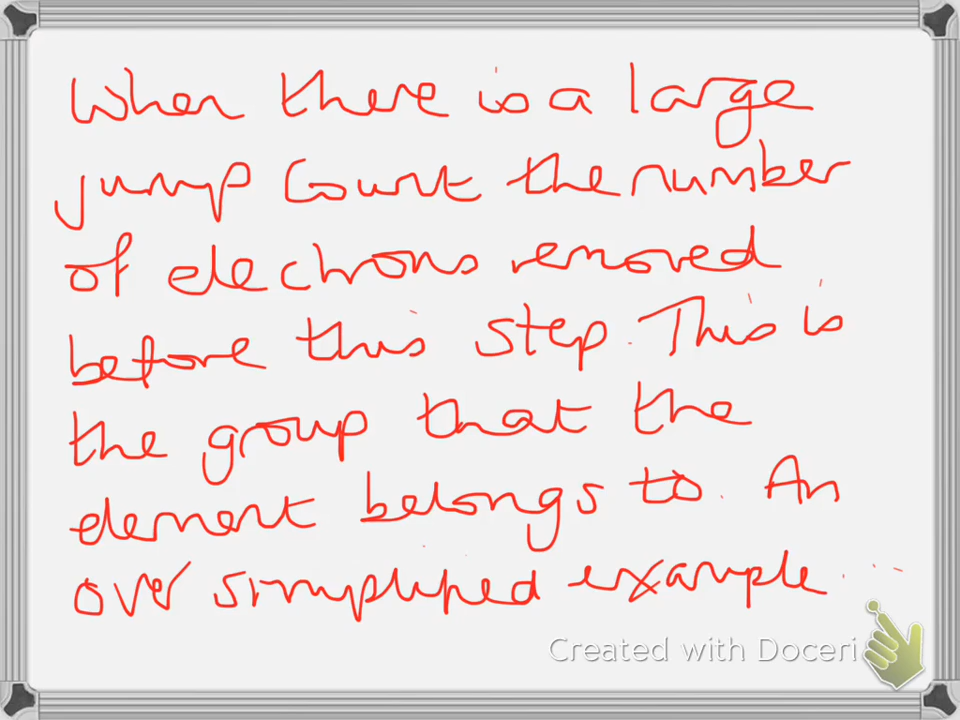 When there is a large
jump count the number
of electrons removed
before this step. This is
the group that the
element belongs to. An
over simplified example...
Created with Doceri